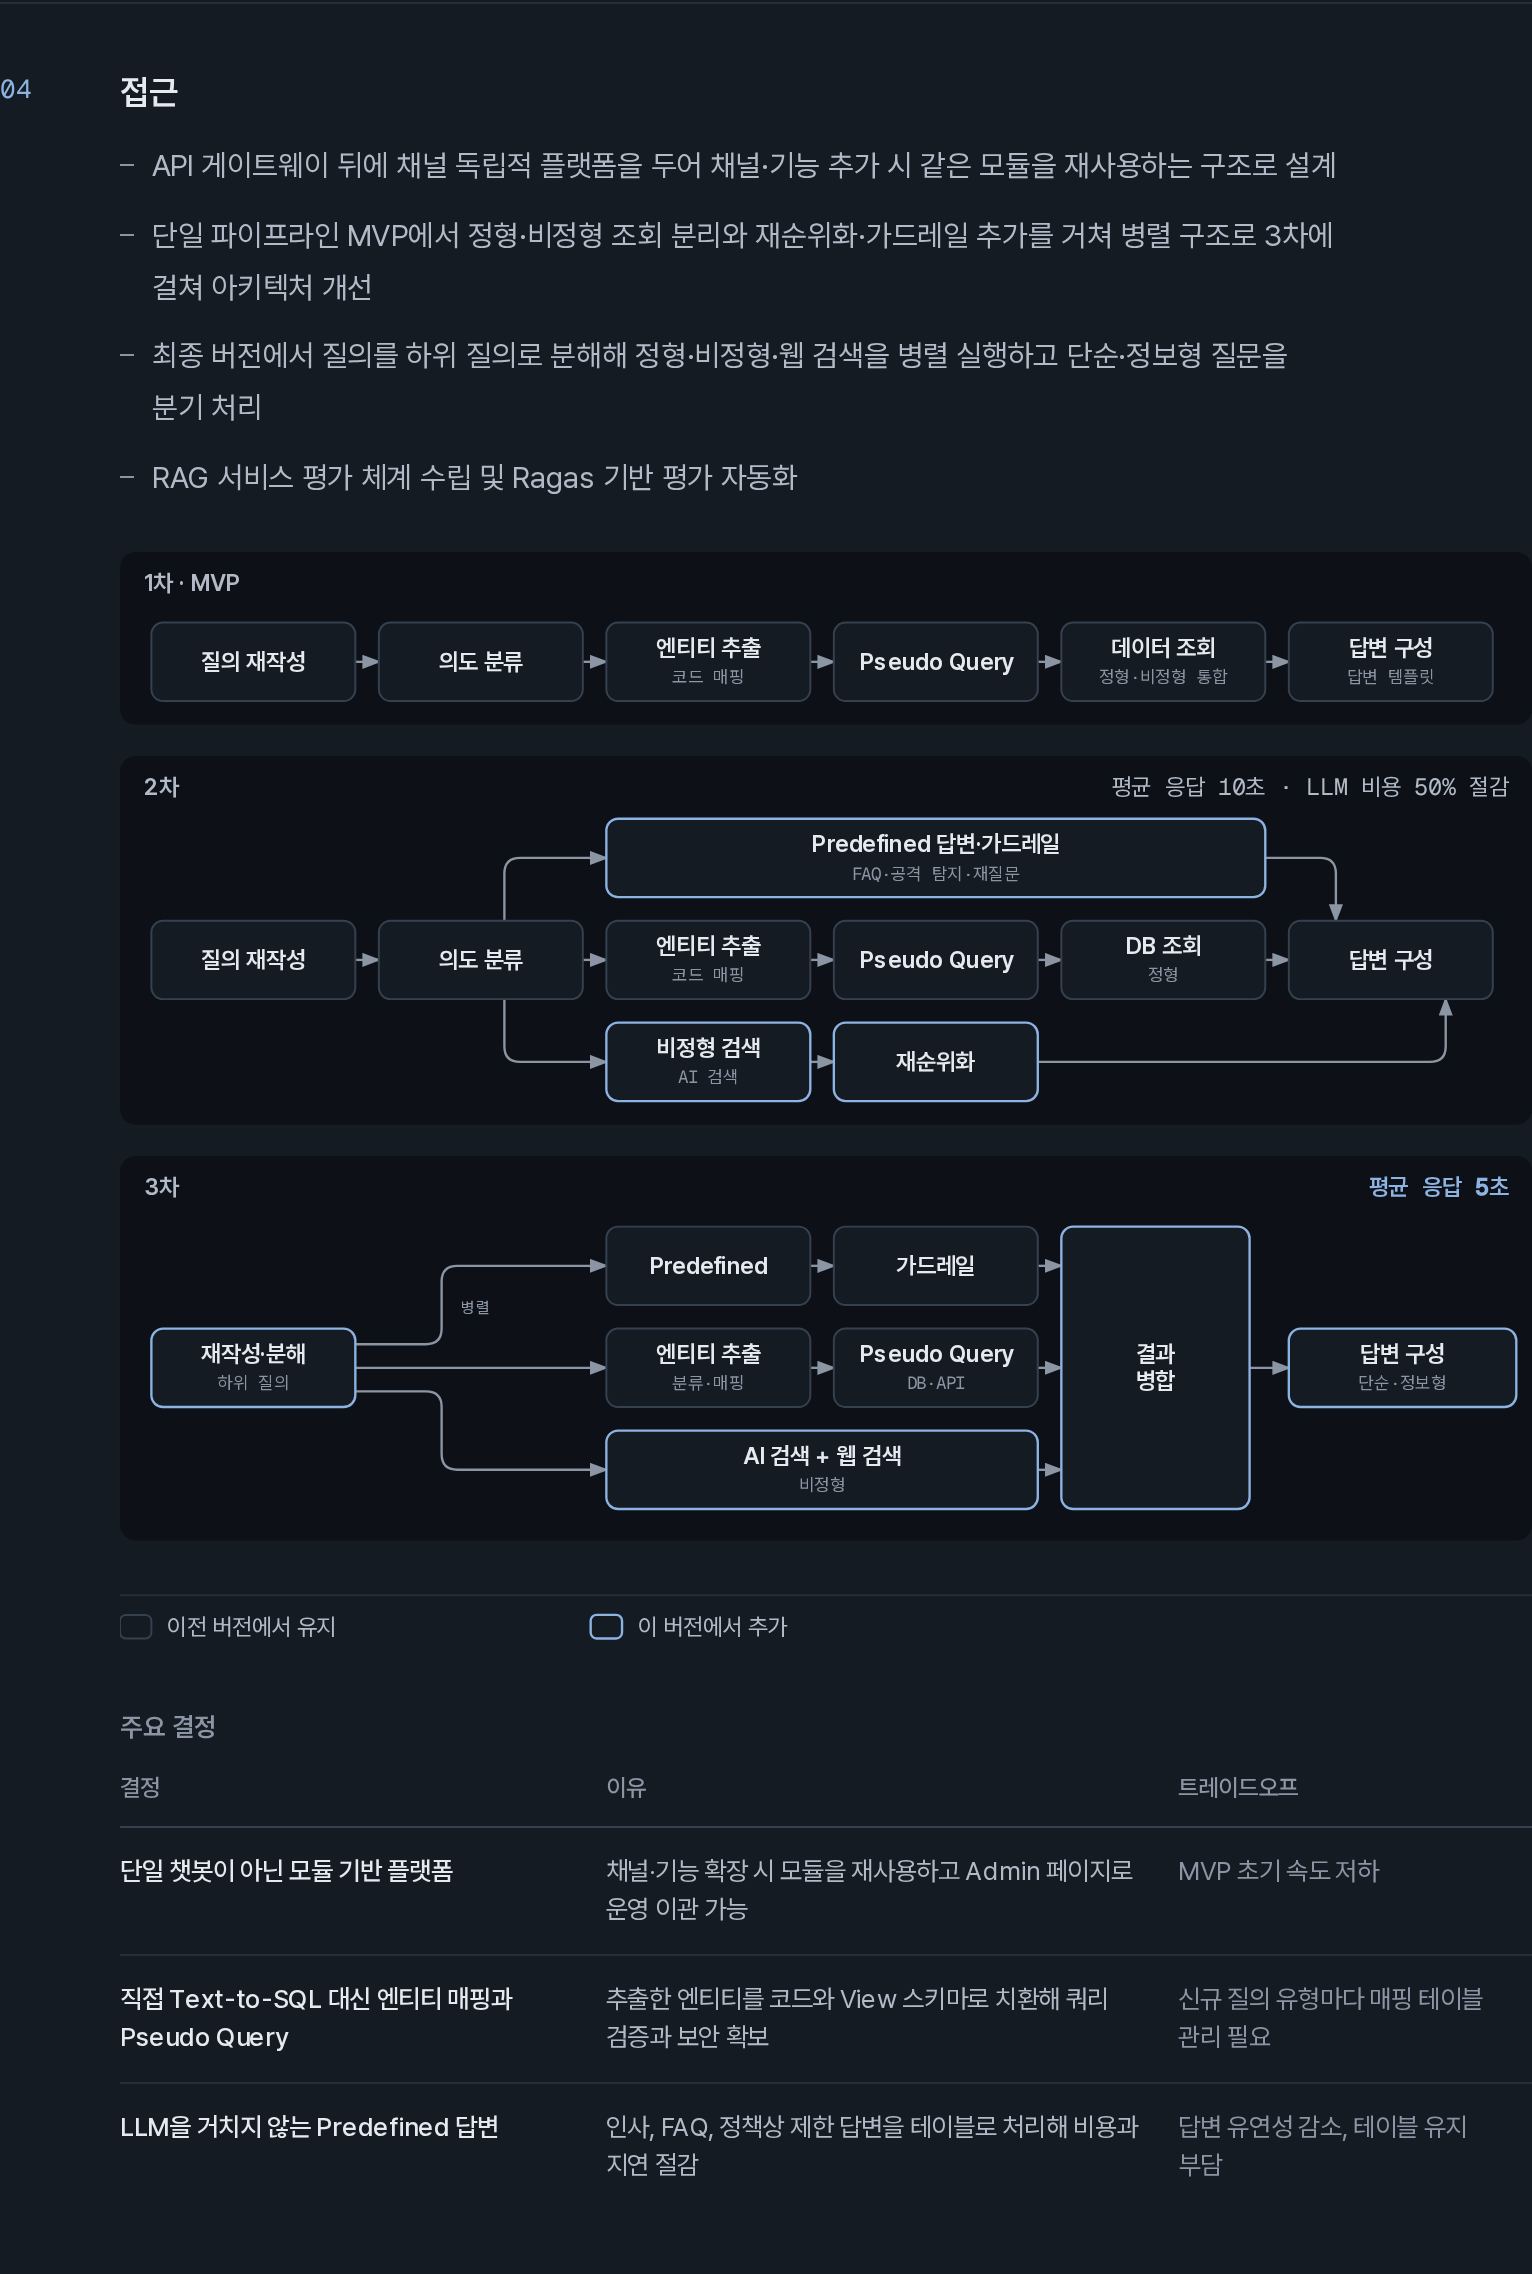 04
접근
– API 게이트웨이 뒤에 채널 독립적 플랫폼을 두어 채널·기능 추가 시 같은 모듈을 재사용하는 구조로 설계
– 단일 파이프라인 MVP에서 정형·비정형 조회 분리와 재순위화·가드레일 추가를 거쳐 병렬 구조로 3차에
걸쳐 아키텍처 개선
– 최종 버전에서 질의를 하위 질의로 분해해 정형·비정형·웹 검색을 병렬 실행하고 단순·정보형 질문을
분기 처리
– RAG 서비스 평가 체계 수립 및 Ragas 기반 평가 자동화
1차 · MVP
질의 재작성
의도 분류
엔티티 추출
코드 매핑
Pseudo Query
데이터 조회
정형·비정형 통합
답변 구성
답변 템플릿
2차
평균 응답 10초 · LLM 비용 50% 절감
Predefined 답변·가드레일
FAQ·공격 탐지·재질문
질의 재작성
의도 분류
엔티티 추출
코드 매핑
Pseudo Query
DB 조회
정형
답변 구성
비정형 검색
AI 검색
재순위화
3차
평균 응답 5초
Predefined
가드레일
병렬
재작성·분해
하위 질의
엔티티 추출
분류·매핑
Pseudo Query
DB·API
결과
병합
답변 구성
단순·정보형
AI 검색 + 웹 검색
비정형
이전 버전에서 유지
이 버전에서 추가
주요 결정
결정
이유
트레이드오프
단일 챗봇이 아닌 모듈 기반 플랫폼
채널·기능 확장 시 모듈을 재사용하고 Admin 페이지로
운영 이관 가능
MVP 초기 속도 저하
직접 Text-to-SQL 대신 엔티티 매핑과
Pseudo Query
추출한 엔티티를 코드와 View 스키마로 치환해 쿼리
검증과 보안 확보
신규 질의 유형마다 매핑 테이블
관리 필요
LLM을 거치지 않는 Predefined 답변
인사, FAQ, 정책상 제한 답변을 테이블로 처리해 비용과
지연 절감
답변 유연성 감소, 테이블 유지
부담